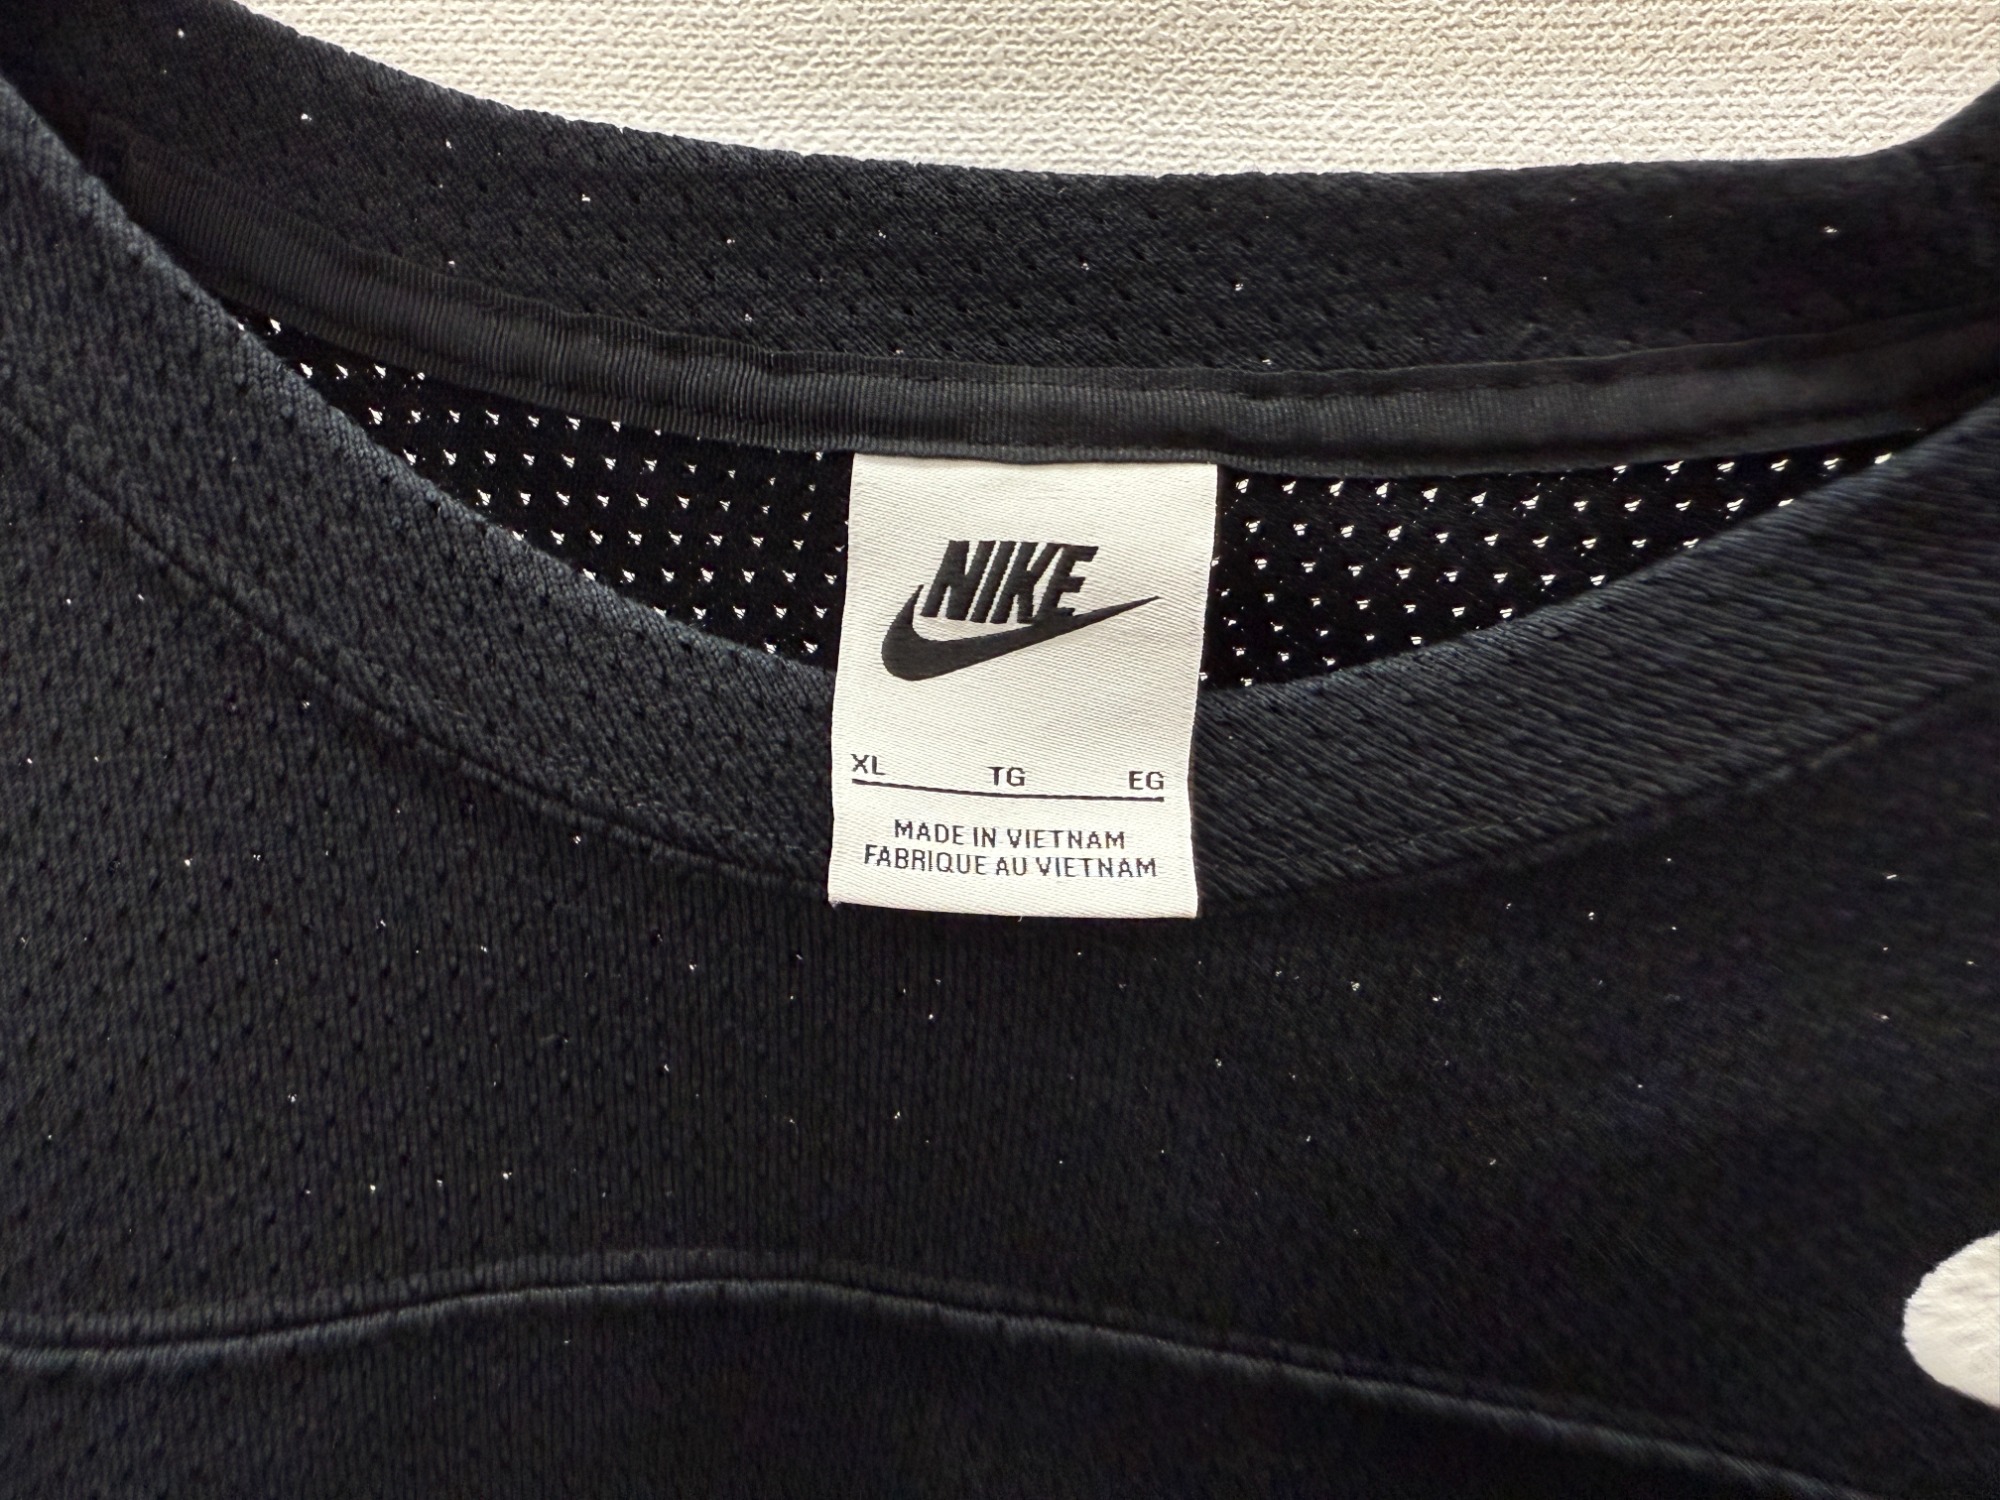 NIKE
XL TG EG
MADE IN VIETNAM
FABRIQUE AU VIETNAM